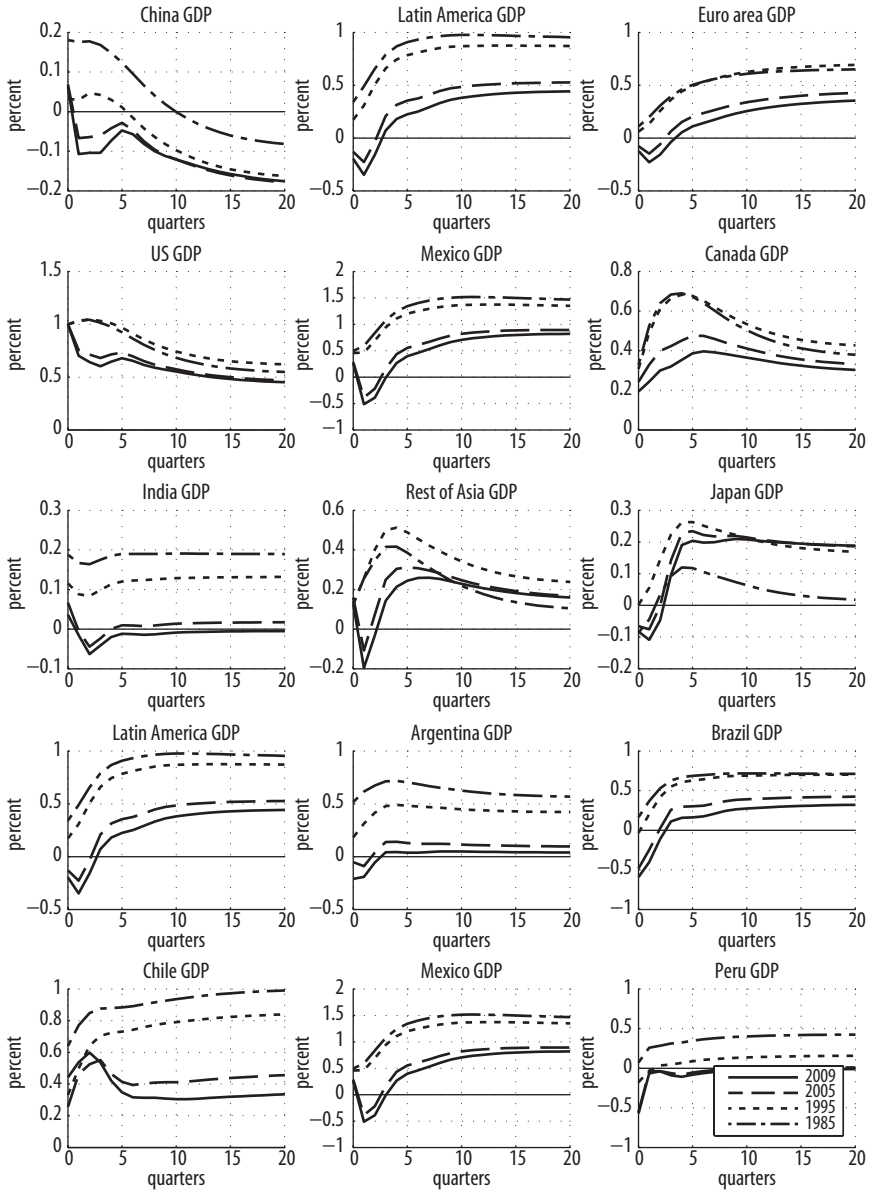 China GDP
Latin America GDP
Euro area GDP
percent
0.2
0.1
0
−0.1
−0.2
0 5 10 15 20
quarters
percent
1
0.5
0
−0.5
0 5 10 15 20
quarters
percent
1
0.5
0
−0.5
0 5 10 15 20
quarters
US GDP
Mexico GDP
Canada GDP
percent
1.5
1
0.5
0
0 5 10 15 20
quarters
percent
2
1.5
1
0.5
0
−0.5
−1
0 5 10 15 20
quarters
percent
0.8
0.6
0.4
0.2
0
0 5 10 15 20
quarters
India GDP
Rest of Asia GDP
Japan GDP
percent
0.3
0.2
0.1
0
−0.1
0 5 10 15 20
quarters
percent
0.6
0.4
0.2
0
−0.2
0 5 10 15 20
quarters
percent
0.3
0.2
0.1
0
−0.1
−0.2
0 5 10 15 20
quarters
Latin America GDP
Argentina GDP
Brazil GDP
percent
1
0.5
0
−0.5
0 5 10 15 20
quarters
percent
1
0.5
0
−0.5
0 5 10 15 20
quarters
percent
1
0.5
0
−0.5
−1
0 5 10 15 20
quarters
Chile GDP
Mexico GDP
Peru GDP
percent
1
0.8
0.6
0.4
0.2
0
0 5 10 15 20
quarters
percent
2
1.5
1
0.5
0
−0.5
−1
0 5 10 15 20
quarters
percent
1
0.5
0
−0.5
−1
0 5 10 15 20
quarters
2009
2005
1995
1985